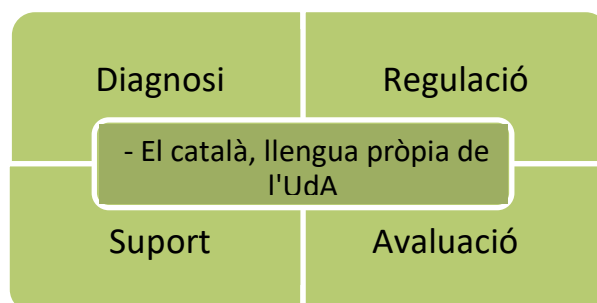 Diagnosi
Regulació
- El català, llengua pròpia de
l'UdA
Suport
Avaluació